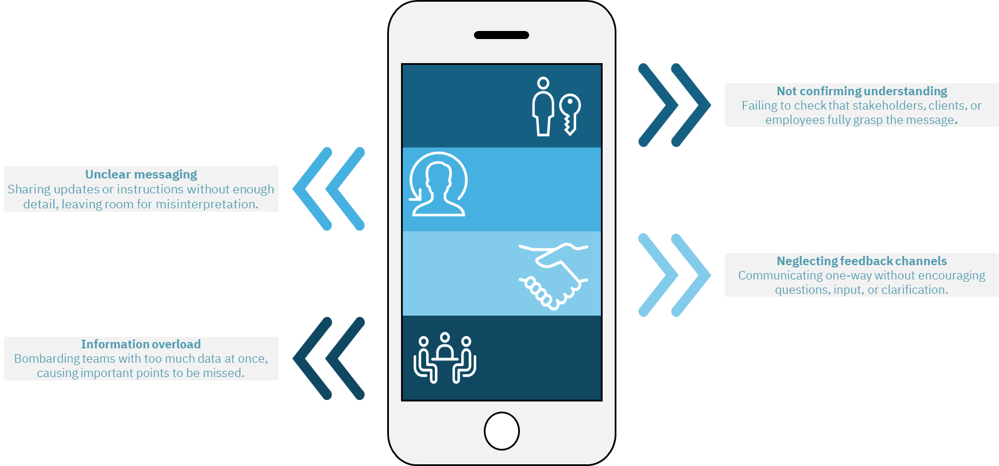 Not confirming understanding
Failing to check that stakeholders, clients, or
employees fully grasp the message.
Unclear messaging
Sharing updates or instructions without enough
detail, leaving room for misinterpretation.
Neglecting feedback channels
Communicating one-way without encouraging
questions, input, or clarification.
Information overload
Bombarding teams with too much data at once,
causing important points to be missed.